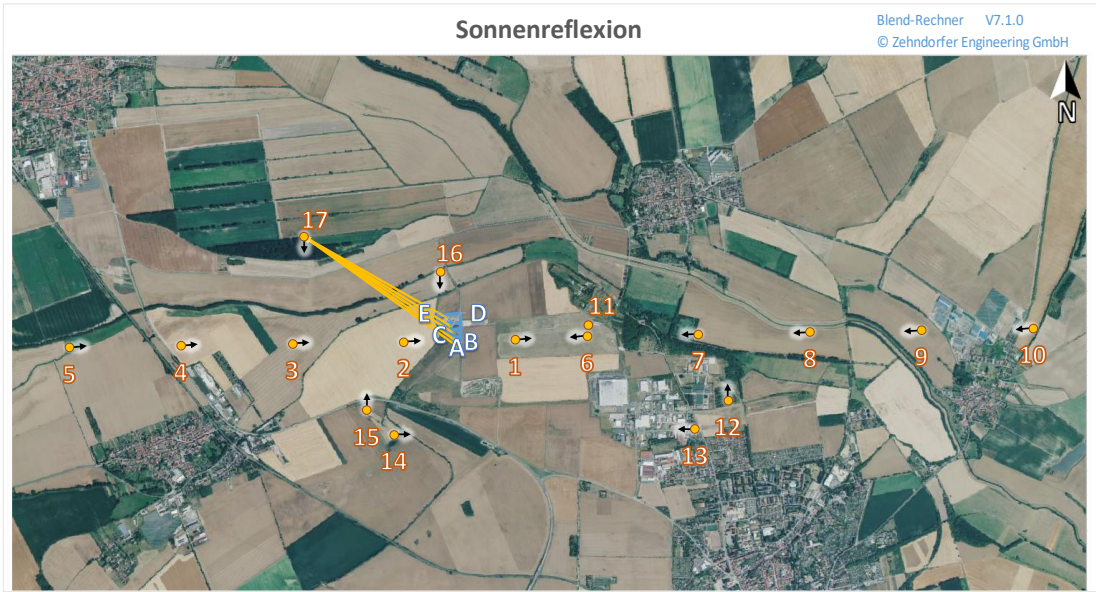 Sonnenreflexion
Blend-Rechner V7.1.0
© Zehndorfer Engineering GmbH
N
17
16
E
D
11
C
B
A
1
6
7
8
9
10
5
4
3
2
12
15
14
13